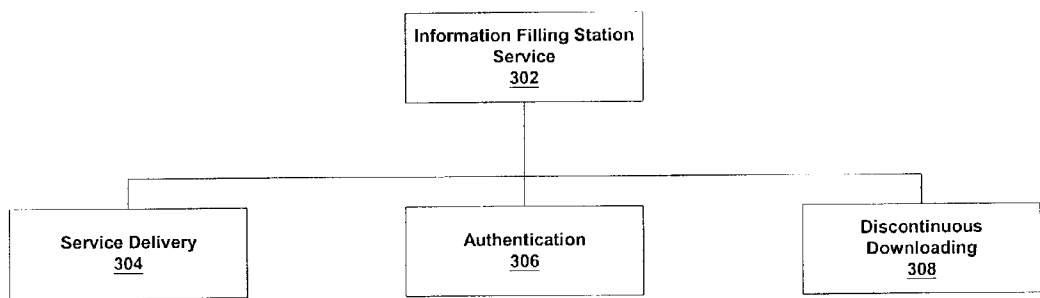 Information Filling Station
Service
302
Service Delivery
304
Authentication
306
Discontinuous
Downloading
308